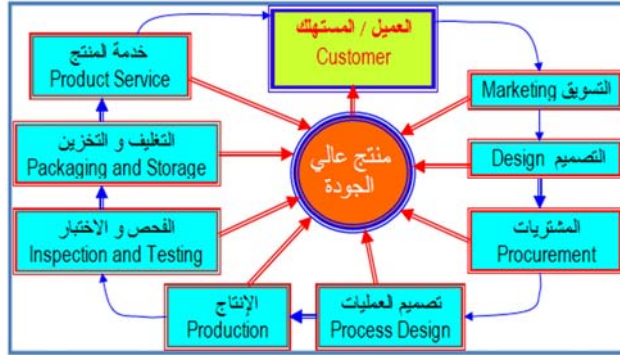 العميل / المستهلك
Customer
التسويق Marketing
التصميم Design
المشتريات
Procurement
تصميم العمليات
Process Design
الإنتاج
Production
الفحص و الاختبار
Inspection and Testing
التغليف و التخزين
Packaging and Storage
خدمة المنتج
Product Service
منتج عالي
الجودة